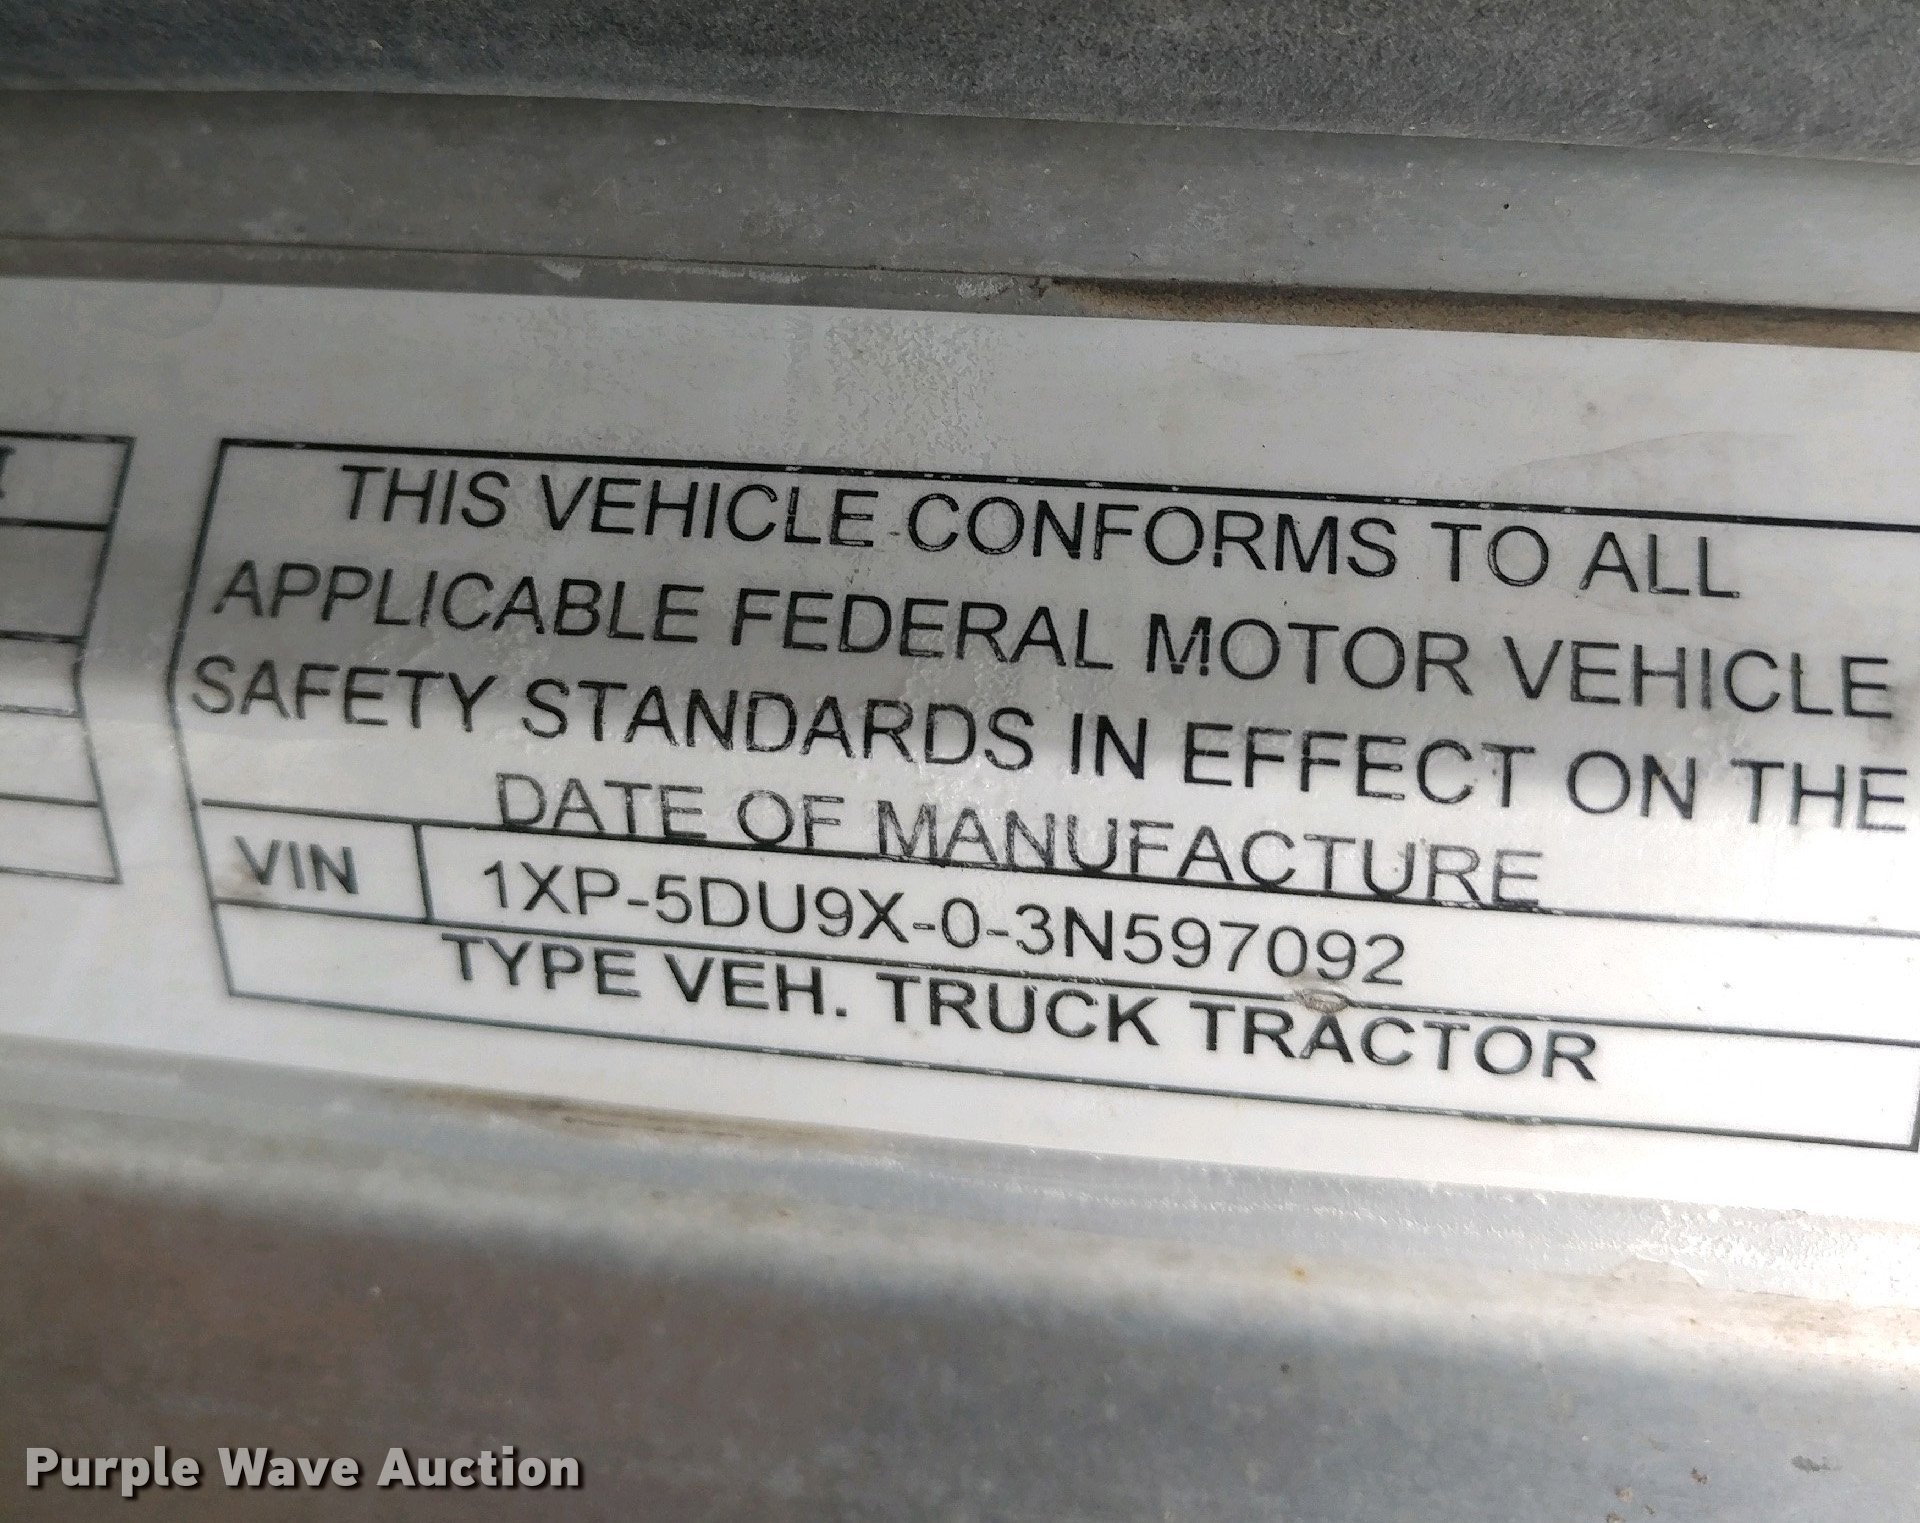 THIS VEHICLE CONFORMS TO ALL
APPLICABLE FEDERAL MOTOR VEHICLE
SAFETY STANDARDS IN EFFECT ON THE
DATE OF MANUFACTURE
VIN 1XP-5DU9X-0-3N597092
TYPE VEH. TRUCK TRACTOR
Purple Wave Auction